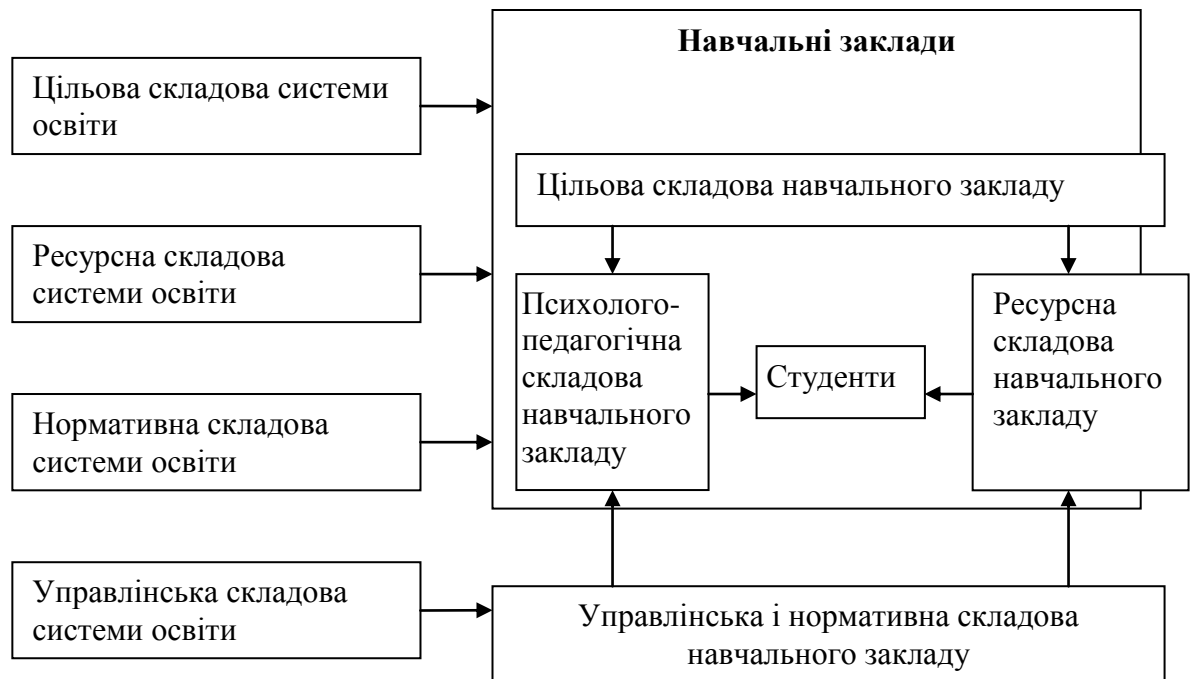 Навчальні заклади
Цільова складова системи
освіти
Цільова складова навчального закладу
Ресурсна складова
системи освіти
Психолого-
педагогічна
складова
навчального
закладу
Студенти
Ресурсна
складова
навчального
закладу
Нормативна складова
системи освіти
Управлінська складова
системи освіти
Управлінська і нормативна складова
навчального закладу